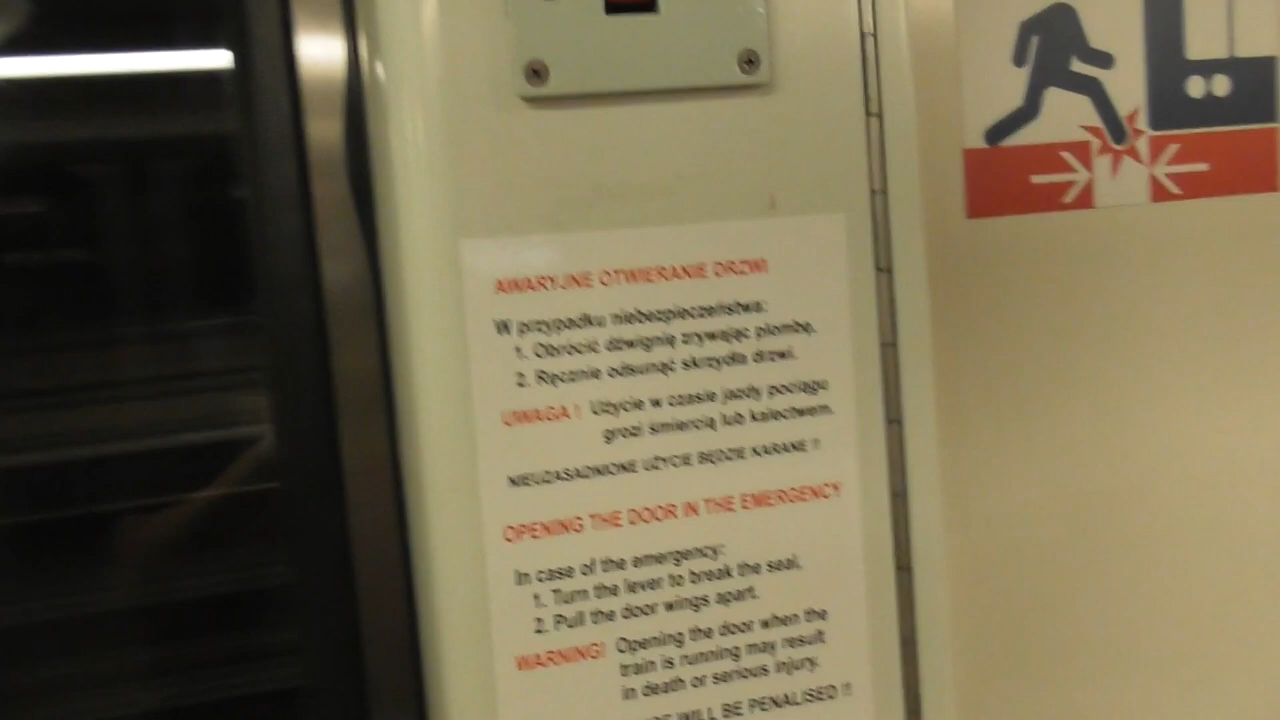 AWARYJNE OTWIERANIE DRZWI
W przypadku niebezpieczeństwa:
1. Obrócić dźwignię zrywając plombę.
2. Ręcznie odsunąć skrzydła drzwi.
UWAGA ! Użycie w czasie jazdy pociągu
grozi śmiercią lub kalectwem.
NIEUZASADNIONE UŻYCIE BĘDZIE KARANE !!
OPENING THE DOOR IN THE EMERGENCY
In case of the emergency:
1. Turn the lever to break the seal.
2. Pull the door wings apart.
WARNING! Opening the door when the
train is running may result
in death or serious injury.
WILL BE PENALISED !!